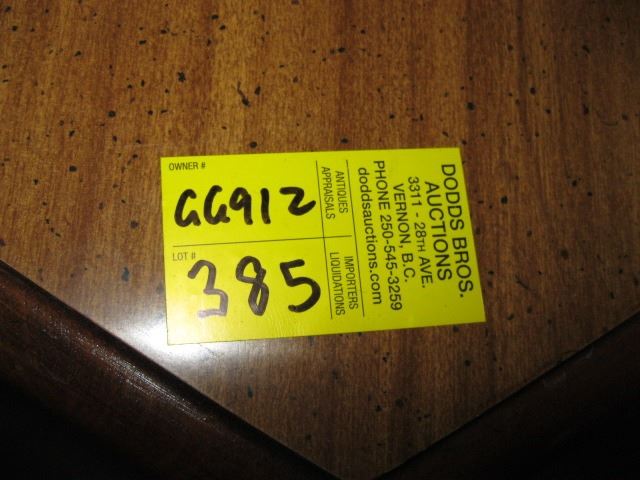 OWNER #
GG912
LOT #
385
ANTIQUES
APPRAISALS
IMPORTERS
LIQUIDATIONS
DODDS BROS.
AUCTIONS
3311 - 28TH AVE.
VERNON, B.C.
PHONE 250-545-3259
doddsauctions.com